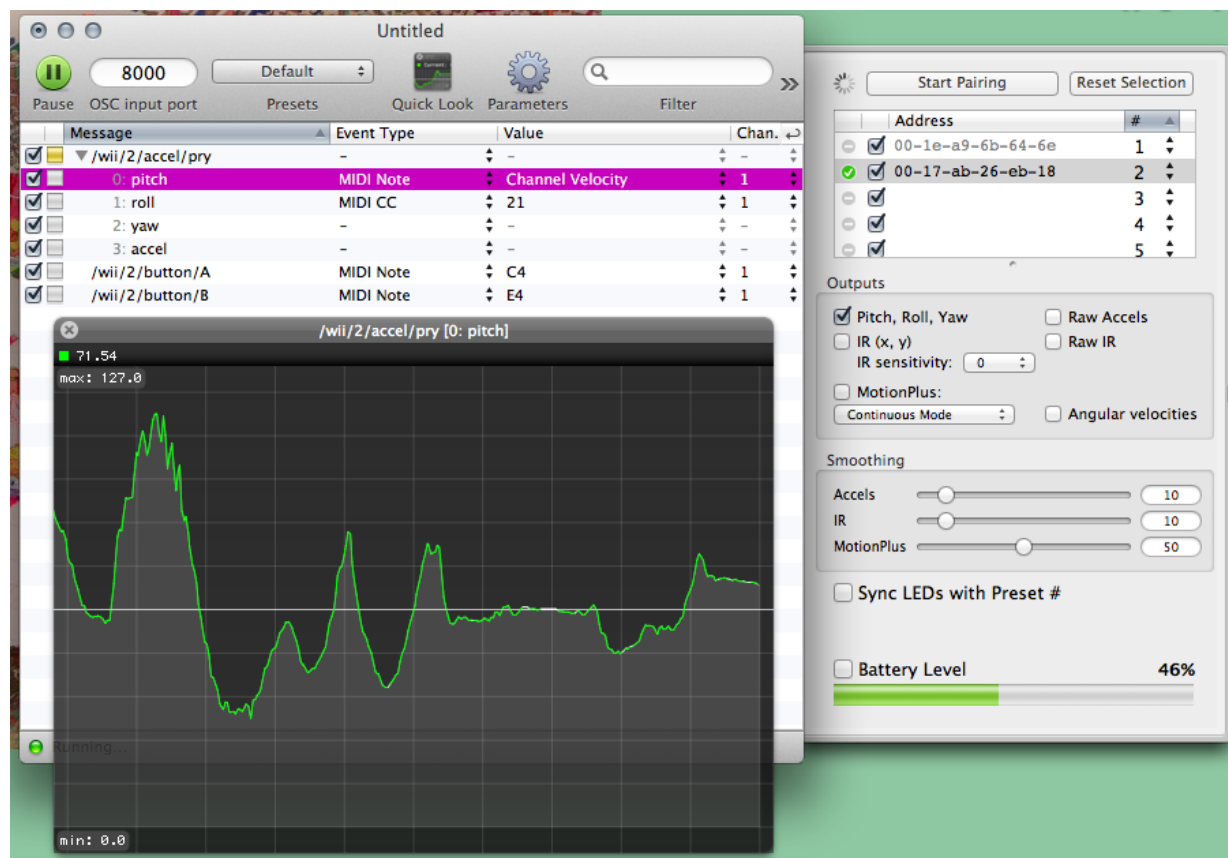 Untitled
8000
Default
Current:
Pause
OSC input port
Presets
Quick Look
Parameters
Filter
Message
Event Type
Value
Chan.
/wii/2/accel/pry - - -
0: pitch MIDI Note Channel Velocity 1
1: roll MIDI CC 21 1
2: yaw - - -
3: accel - - -
/wii/2/button/A MIDI Note C4 1
/wii/2/button/B MIDI Note E4 1
/wii/2/accel/pry [0: pitch]
71.54
max: 127.0
min: 0.0
Running...
Start Pairing
Reset Selection
Address #
00-1e-a9-6b-64-6e 1
00-17-ab-26-eb-18 2
3
4
5
Outputs
Pitch, Roll, Yaw
Raw Accels
IR (x, y)
Raw IR
IR sensitivity: 0
MotionPlus:
Continuous Mode
Angular velocities
Smoothing
Accels 10
IR 10
MotionPlus 50
Sync LEDs with Preset #
Battery Level 46%